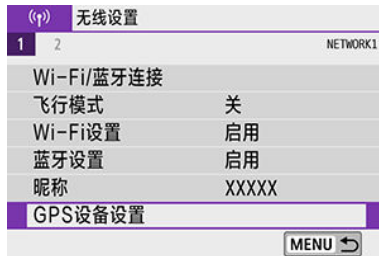 无线设置
1 2 NETWORK1
Wi-Fi/蓝牙连接
飞行模式 关
Wi-Fi设置 启用
蓝牙设置 启用
昵称 XXXXX
GPS设备设置
MENU